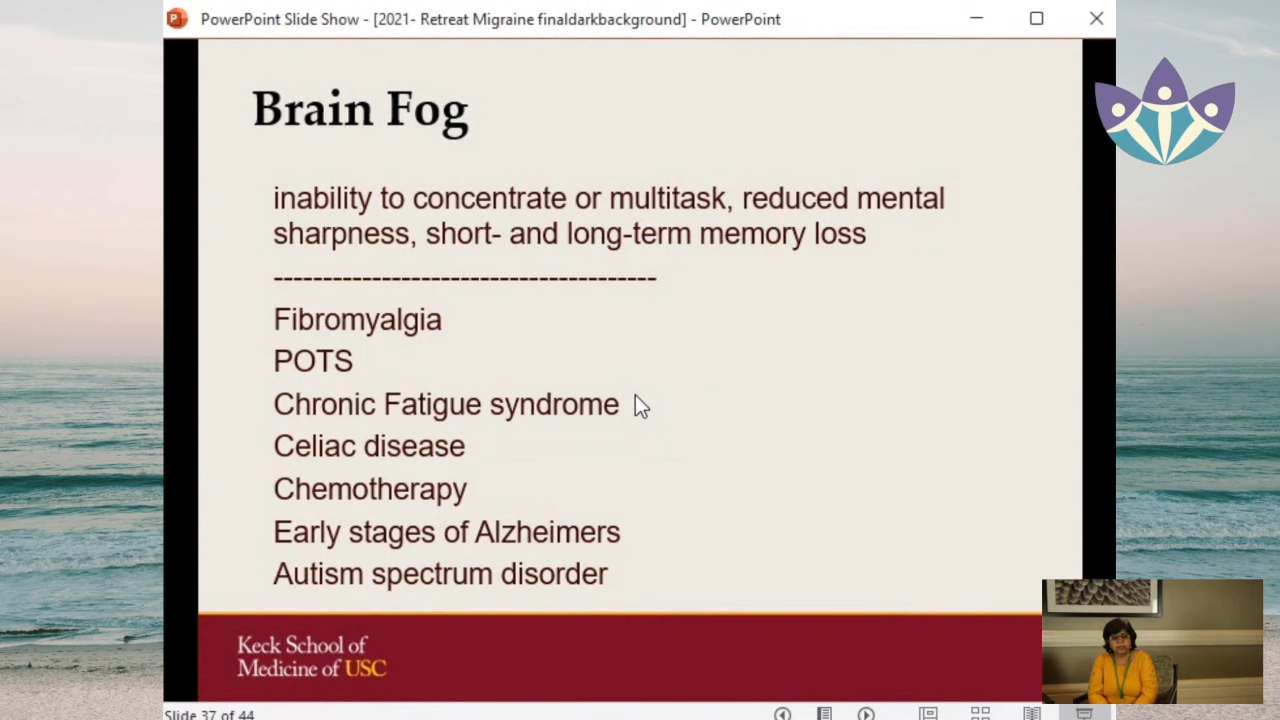 PowerPoint Slide Show - [2021- Retreat Migraine finaldarkbackground] - PowerPoint
Brain Fog
inability to concentrate or multitask, reduced mental
sharpness, short- and long-term memory loss
---------------------------------------
Fibromyalgia
POTS
Chronic Fatigue syndrome
Celiac disease
Chemotherapy
Early stages of Alzheimers
Autism spectrum disorder
Keck School of
Medicine of USC
Slide 37 of 44